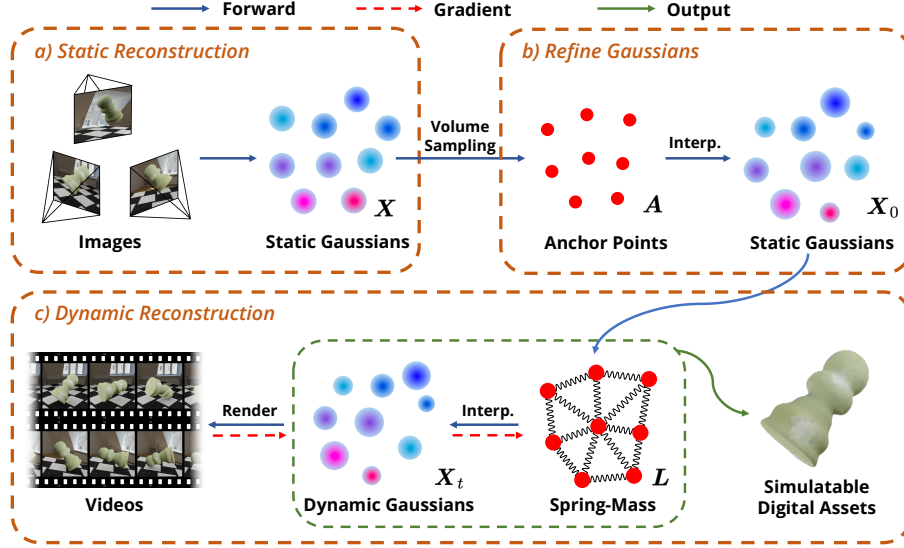 Forward
Gradient
Output
a) Static Reconstruction
Images
X
Static Gaussians
Volume
Sampling
b) Refine Gaussians
A
Anchor Points
Interp.
X₀
Static Gaussians
c) Dynamic Reconstruction
Videos
Render
Xₜ
Dynamic Gaussians
Interp.
L
Spring-Mass
Simulatable
Digital Assets